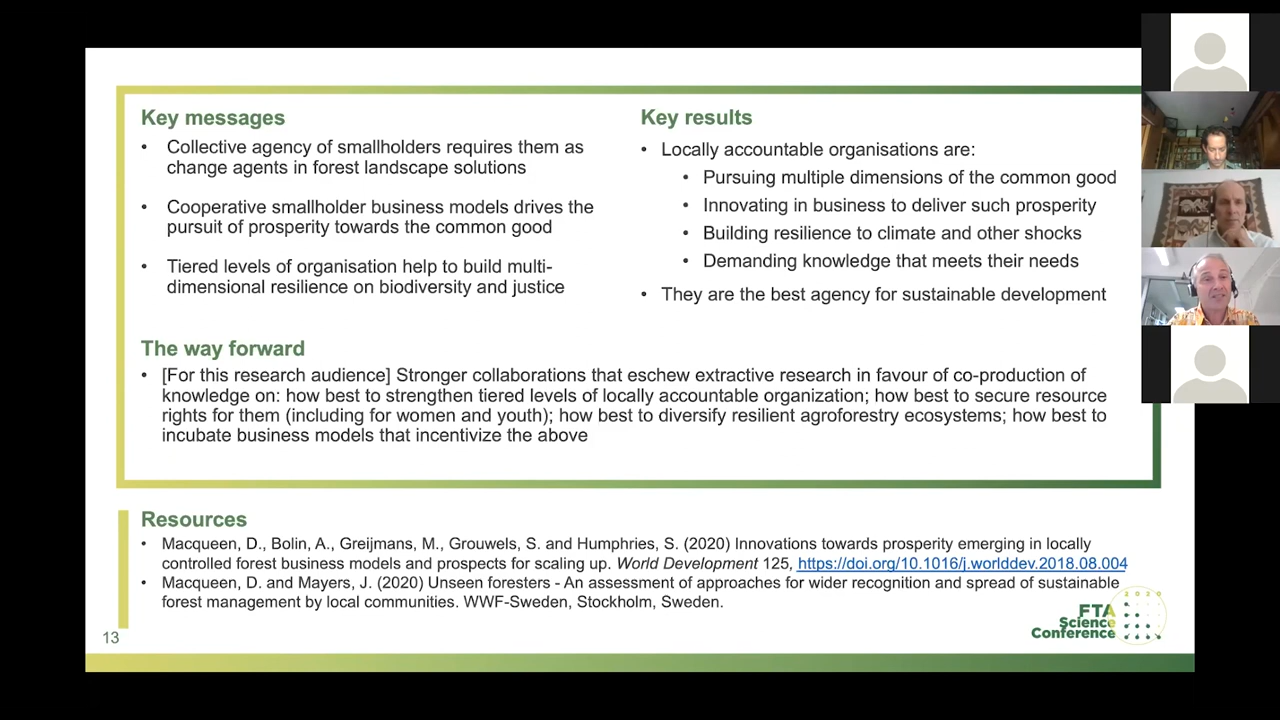 Key messages
• Collective agency of smallholders requires them as
change agents in forest landscape solutions
• Cooperative smallholder business models drives the
pursuit of prosperity towards the common good
• Tiered levels of organisation help to build multi-
dimensional resilience on biodiversity and justice
Key results
• Locally accountable organisations are:
• Pursuing multiple dimensions of the common good
• Innovating in business to deliver such prosperity
• Building resilience to climate and other shocks
• Demanding knowledge that meets their needs
• They are the best agency for sustainable development
The way forward
• [For this research audience] Stronger collaborations that eschew extractive research in favour of co-production of
knowledge on: how best to strengthen tiered levels of locally accountable organization; how best to secure resource
rights for them (including for women and youth); how best to diversify resilient agroforestry ecosystems; how best to
incubate business models that incentivize the above
Resources
• Macqueen, D., Bolin, A., Greijmans, M., Grouwels, S. and Humphries, S. (2020) Innovations towards prosperity emerging in locally
controlled forest business models and prospects for scaling up. World Development 125, https://doi.org/10.1016/j.worlddev.2018.08.004
• Macqueen, D. and Mayers, J. (2020) Unseen foresters - An assessment of approaches for wider recognition and spread of sustainable
forest management by local communities. WWF-Sweden, Stockholm, Sweden.
13
2020
FTA
Science
Conference